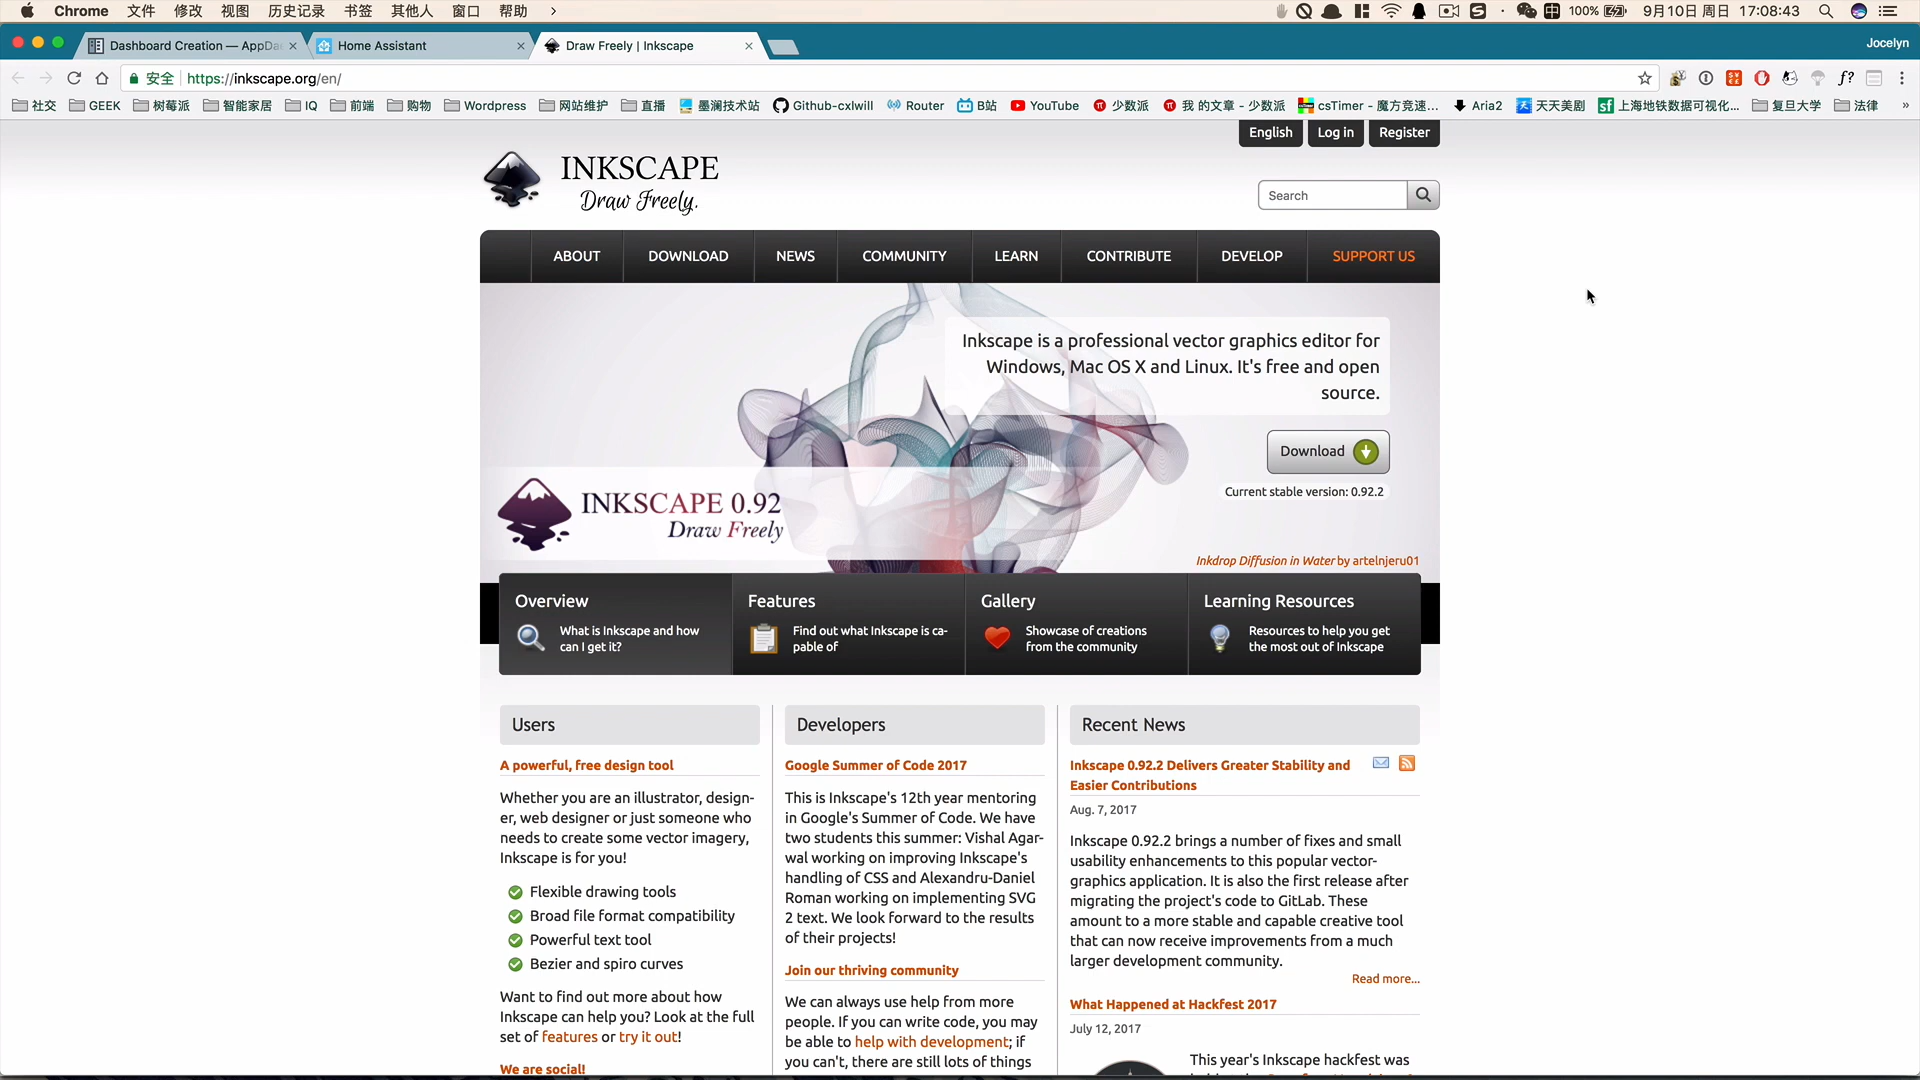 Chrome 文件 修改 视图 历史记录 书签 其他人 窗口 帮助 100% 9月10日 周日 17:08:43
Dashboard Creation — AppDa Home Assistant Draw Freely | Inkscape Jocelyn
安全 https://inkscape.org/en/
社交 GEEK 树莓派 智能家居 IQ 前端 购物 Wordpress 网站维护 直播 墨澜技术站 Github-cxlwill Router B站 YouTube 少数派 我 的文章 - 少数派 csTimer - 魔方竞速... Aria2 天天美剧 上海地铁数据可视化... 复旦大学 法律
English Log in Register
INKSCAPE
Draw Freely.
Search
ABOUT DOWNLOAD NEWS COMMUNITY LEARN CONTRIBUTE DEVELOP SUPPORT US
Inkscape is a professional vector graphics editor for
Windows, Mac OS X and Linux. It's free and open
source.
Download
Current stable version: 0.92.2
INKSCAPE 0.92
Draw Freely
Inkdrop Diffusion in Water by artelnjeru01
Overview
What is Inkscape and how
can I get it?
Features
Find out what Inkscape is ca-
pable of
Gallery
Showcase of creations
from the community
Learning Resources
Resources to help you get
the most out of Inkscape
Users
A powerful, free design tool
Whether you are an illustrator, design-
er, web designer or just someone who
needs to create some vector imagery,
Inkscape is for you!
Flexible drawing tools
Broad file format compatibility
Powerful text tool
Bezier and spiro curves
Want to find out more about how
Inkscape can help you? Look at the full
set of features or try it out!
We are social!
Developers
Google Summer of Code 2017
This is Inkscape's 12th year mentoring
in Google's Summer of Code. We have
two students this summer: Vishal Agar-
wal working on improving Inkscape's
handling of CSS and Alexandru-Daniel
Roman working on implementing SVG
2 text. We look forward to the results
of their projects!
Join our thriving community
We can always use help from more
people. If you can write code, you may
be able to help with development; if
you can't, there are still lots of things
Recent News
Inkscape 0.92.2 Delivers Greater Stability and
Easier Contributions
Aug. 7, 2017
Inkscape 0.92.2 brings a number of fixes and small
usability enhancements to this popular vector-
graphics application. It is also the first release after
migrating the project's code to GitLab. These
amount to a more stable and capable creative tool
that can now receive improvements from a much
larger development community.
Read more...
What Happened at Hackfest 2017
July 12, 2017
This year's Inkscape hackfest was